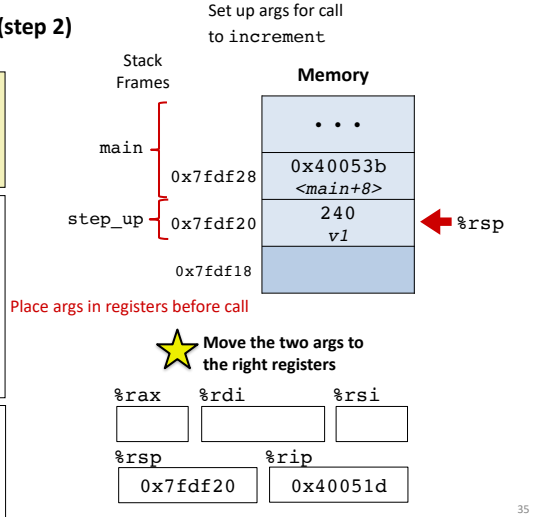 (step 2)
Set up args for call
to increment
Stack
Frames
Memory
• • •
main
0x7fdf28
0x40053b
<main+8>
step_up
0x7fdf20
240
v1
%rsp
0x7fdf18
Place args in registers before call
Move the two args to
the right registers
%rax %rdi %rsi
%rsp %rip
0x7fdf20 0x40051d
35